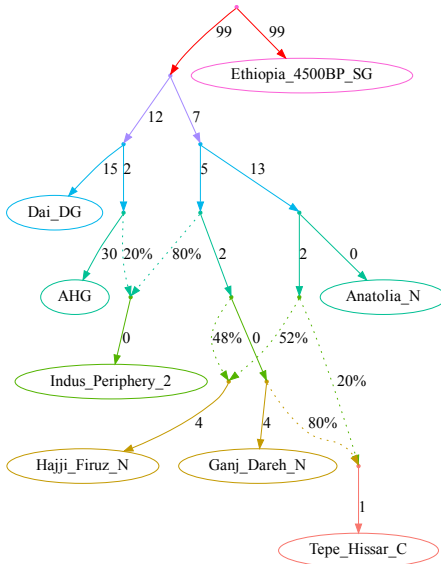 99 99
Ethiopia_4500BP_SG
12 7
15 2 5 13
Dai_DG
30 20% 80% 2 2 0
AHG
Anatolia_N
0 48% 0 52%
Indus_Periphery_2
20%
4 4 80%
Hajji_Firuz_N Ganj_Dareh_N
1
Tepe_Hissar_C